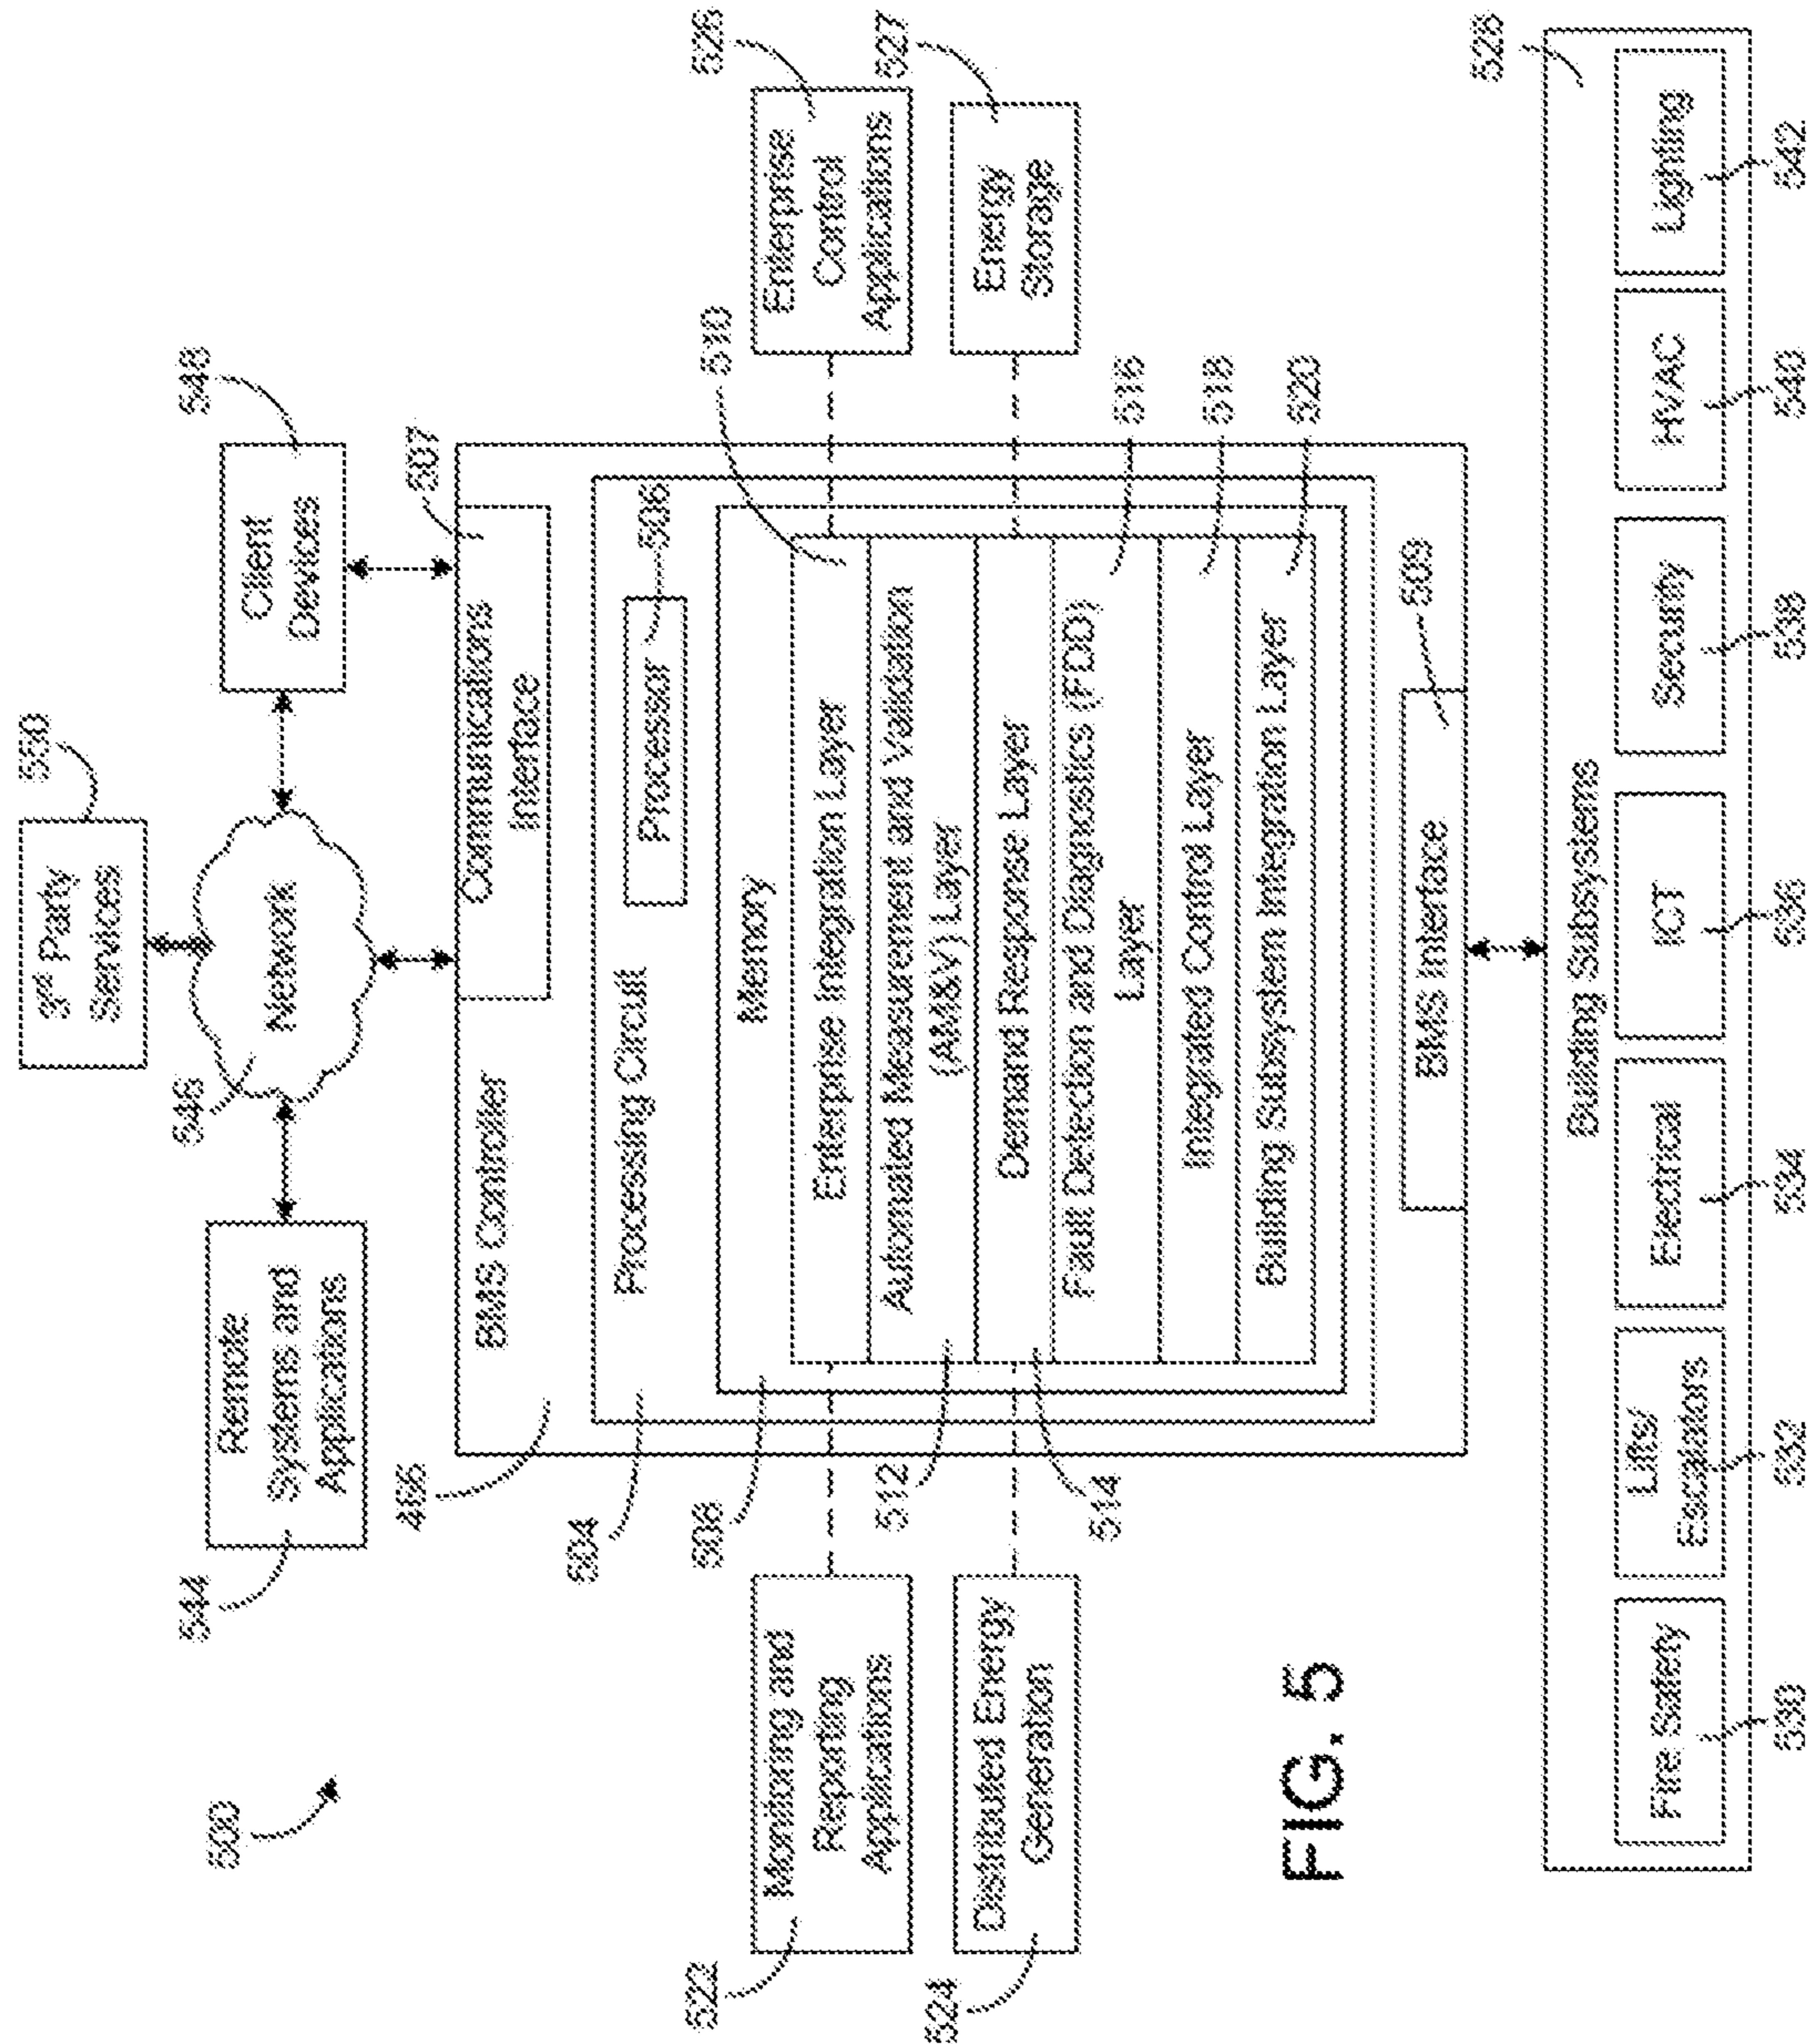 500
550
3rd Party
Services
544
Remote
Systems and
Applications
546
Network
548
Client
Devices
466
BMS Controller
507
Communications
Interface
504
Processing Circuit
Processor
506
508
Memory
510
Enterprise Integration Layer
Automated Measurement and Validation
(AM&V) Layer
512
Demand Response Layer
514
Fault Detection and Diagnostics (FDD)
Layer
516
Integrated Control Layer
518
Building Subsystem Integration Layer
520
522
Monitoring and
Reporting
Applications
524
Distributed Energy
Generation
526
Enterprise
Control
Applications
527
Energy
Storage
BMS Interface
509
FIG. 5
528
Building Subsystems
Fire Safety
Lifts/
Escalators
Electrical
ICT
Security
HVAC
Lighting
530
532
534
536
538
540
542